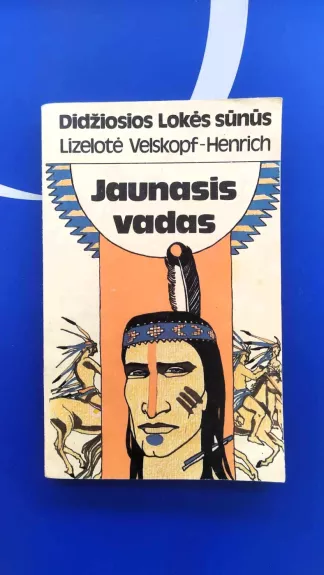 Didžiosios Lokės sūnūs
Lizelotė Velskopf-Henrich
Jaunasis
vadas